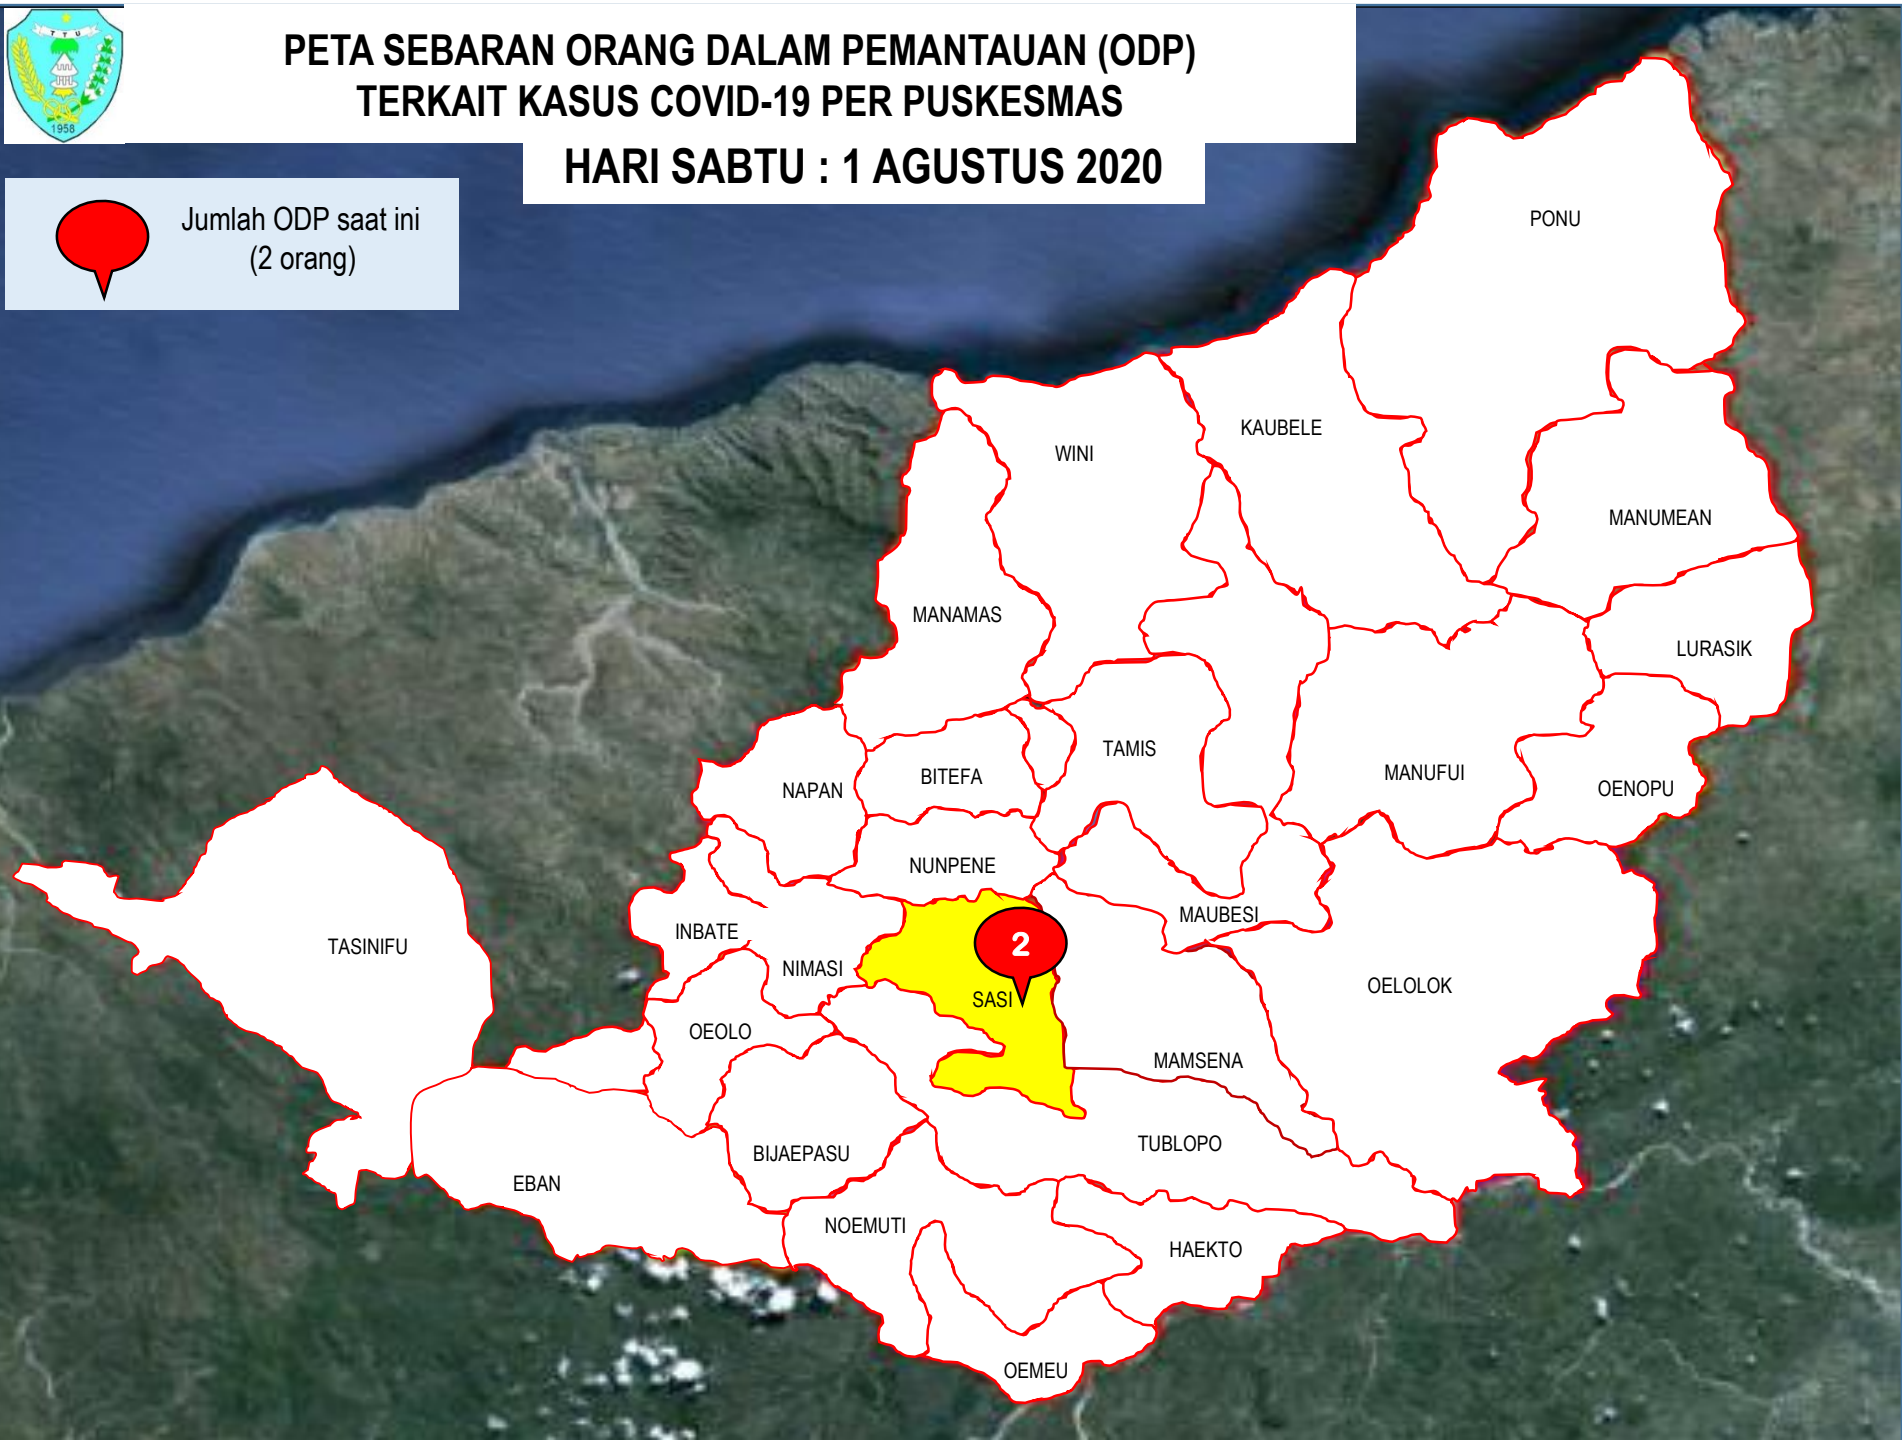 T T U
1958
PETA SEBARAN ORANG DALAM PEMANTAUAN (ODP)
TERKAIT KASUS COVID-19 PER PUSKESMAS
HARI SABTU : 1 AGUSTUS 2020
Jumlah ODP saat ini
(2 orang)
PONU
KAUBELE
WINI
MANUMEAN
MANAMAS
LURASIK
TAMIS
BITEFA
MANUFUI
NAPAN
OENOPU
NUNPENE
MAUBESI
INBATE
TASINIFU
2
NIMASI
OELOLOK
SASI
OEOLO
MAMSENA
TUBLOPO
BIJAEPASU
EBAN
NOEMUTI
HAEKTO
OEMEU